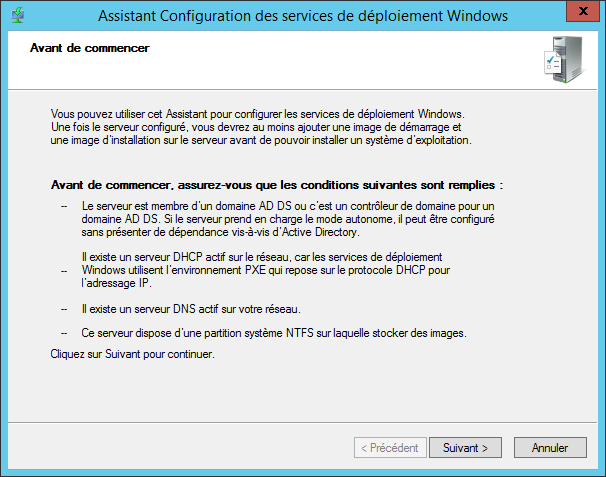 Assistant Configuration des services de déploiement Windows
x
Avant de commencer
Vous pouvez utiliser cet Assistant pour configurer les services de déploiement Windows.
Une fois le serveur configuré, vous devrez au moins ajouter une image de démarrage et
une image d'installation sur le serveur avant de pouvoir installer un système d'exploitation.
Avant de commencer, assurez-vous que les conditions suivantes sont remplies :
-- Le serveur est membre d'un domaine AD DS ou c'est un contrôleur de domaine pour un
domaine AD DS. Si le serveur prend en charge le mode autonome, il peut être configuré
sans présenter de dépendance vis-à-vis d'Active Directory.
Il existe un serveur DHCP actif sur le réseau, car les services de déploiement
-- Windows utilisent l'environnement PXE qui repose sur le protocole DHCP pour
l'adressage IP.
-- Il existe un serveur DNS actif sur votre réseau.
-- Ce serveur dispose d'une partition système NTFS sur laquelle stocker des images.
Cliquez sur Suivant pour continuer.
< Précédent Suivant > Annuler